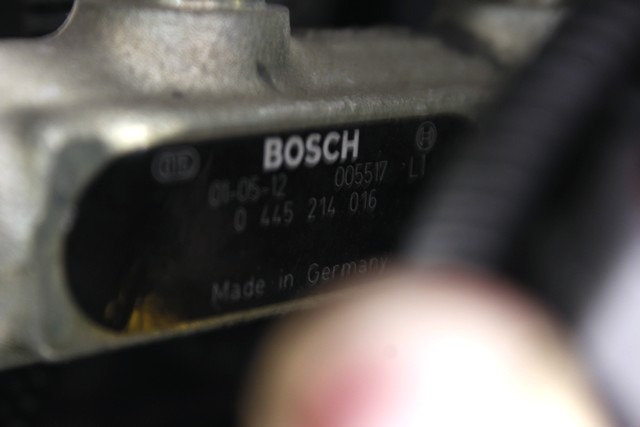 BOSCH
01-05-12 005517 L1
0 445 214 016
Made in Germany